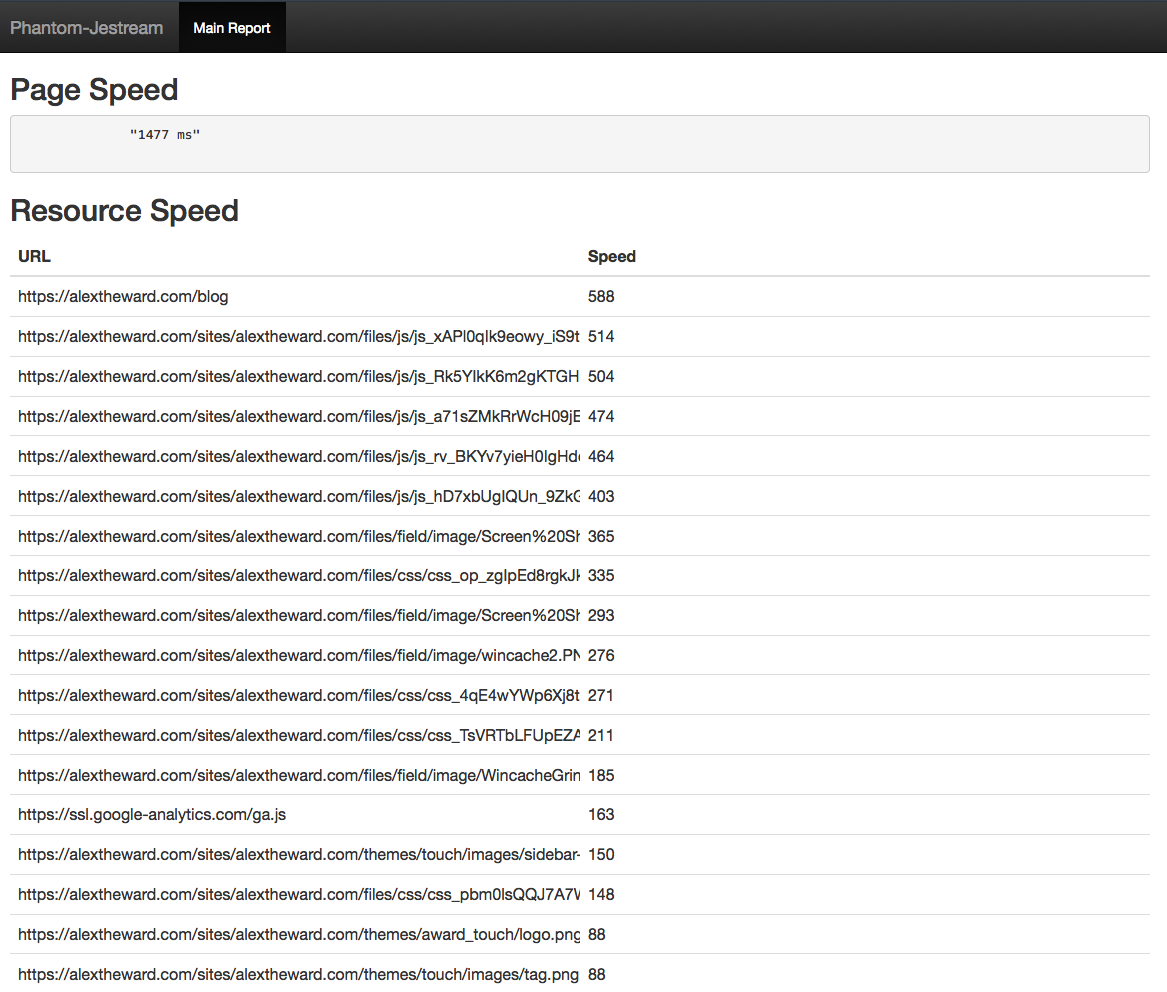 Phantom-Jestream Main Report
Page Speed
"1477 ms"
Resource Speed
URL Speed
https://alextheward.com/blog 588
https://alextheward.com/sites/alextheward.com/files/js/js_xAPl0qIk9eowy_iS9t 514
https://alextheward.com/sites/alextheward.com/files/js/js_Rk5YlkK6m2gKTGH 504
https://alextheward.com/sites/alextheward.com/files/js/js_a71sZMkRrWcH09jE 474
https://alextheward.com/sites/alextheward.com/files/js/js_rv_BKYv7yieH0IgHd 464
https://alextheward.com/sites/alextheward.com/files/js/js_hD7xbUgIQUn_9Zk 403
https://alextheward.com/sites/alextheward.com/files/field/image/Screen%20Sh 365
https://alextheward.com/sites/alextheward.com/files/css/css_op_zgIpEd8rgkJ 335
https://alextheward.com/sites/alextheward.com/files/field/image/Screen%20Sh 293
https://alextheward.com/sites/alextheward.com/files/field/image/wincache2.PN 276
https://alextheward.com/sites/alextheward.com/files/css/css_4qE4wYWp6Xj8t 271
https://alextheward.com/sites/alextheward.com/files/css/css_TsVRTbLFUpEZA 211
https://alextheward.com/sites/alextheward.com/files/field/image/WincacheGrin 185
https://ssl.google-analytics.com/ga.js 163
https://alextheward.com/sites/alextheward.com/themes/touch/images/sidebar- 150
https://alextheward.com/sites/alextheward.com/files/css/css_pbm0lsQQJ7A7 148
https://alextheward.com/sites/alextheward.com/themes/award_touch/logo.png 88
https://alextheward.com/sites/alextheward.com/themes/touch/images/tag.png 88